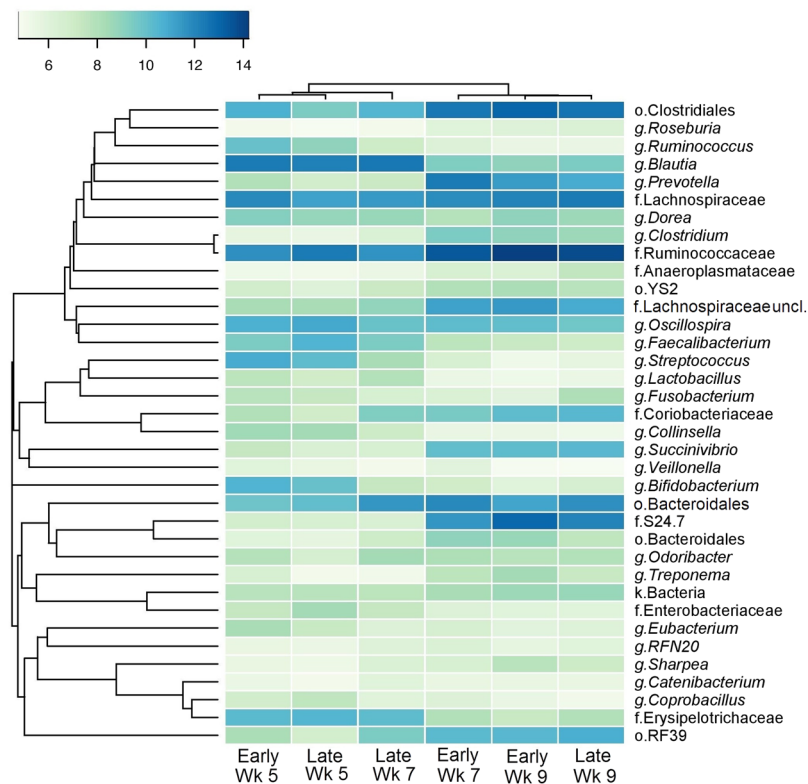 6 8 10 12 14
o.Clostridiales
g.Roseburia
g.Ruminococcus
g.Blautia
g.Prevotella
f.Lachnospiraceae
g.Dorea
g.Clostridium
f.Ruminoccaceae
f.Anaeroplasmataceae
o.YS2
f.Lachnospiraceaeuncl.
g.Oscillospira
g.Faecalibacterium
g.Streptococcus
g.Lactobacillus
g.Fusobacterium
f.Coriobacteriaceae
g.Collinsella
g.Succinivibrio
g.Veillonella
g.Bifidobacterium
o.Bacteroidales
f.S24.7
o.Bacteroidales
g.Odoribacter
g.Treponema
k.Bacteria
f.Enterobacteriaceae
g.Eubacterium
g.RFN20
g.Sharpea
g.Catenibacterium
g.Coprobacillus
f.Erysipelotrichaceae
o.RF39
Early Late Late Early Early Late
Wk 5 Wk 5 Wk 7 Wk 7 Wk 9 Wk 9